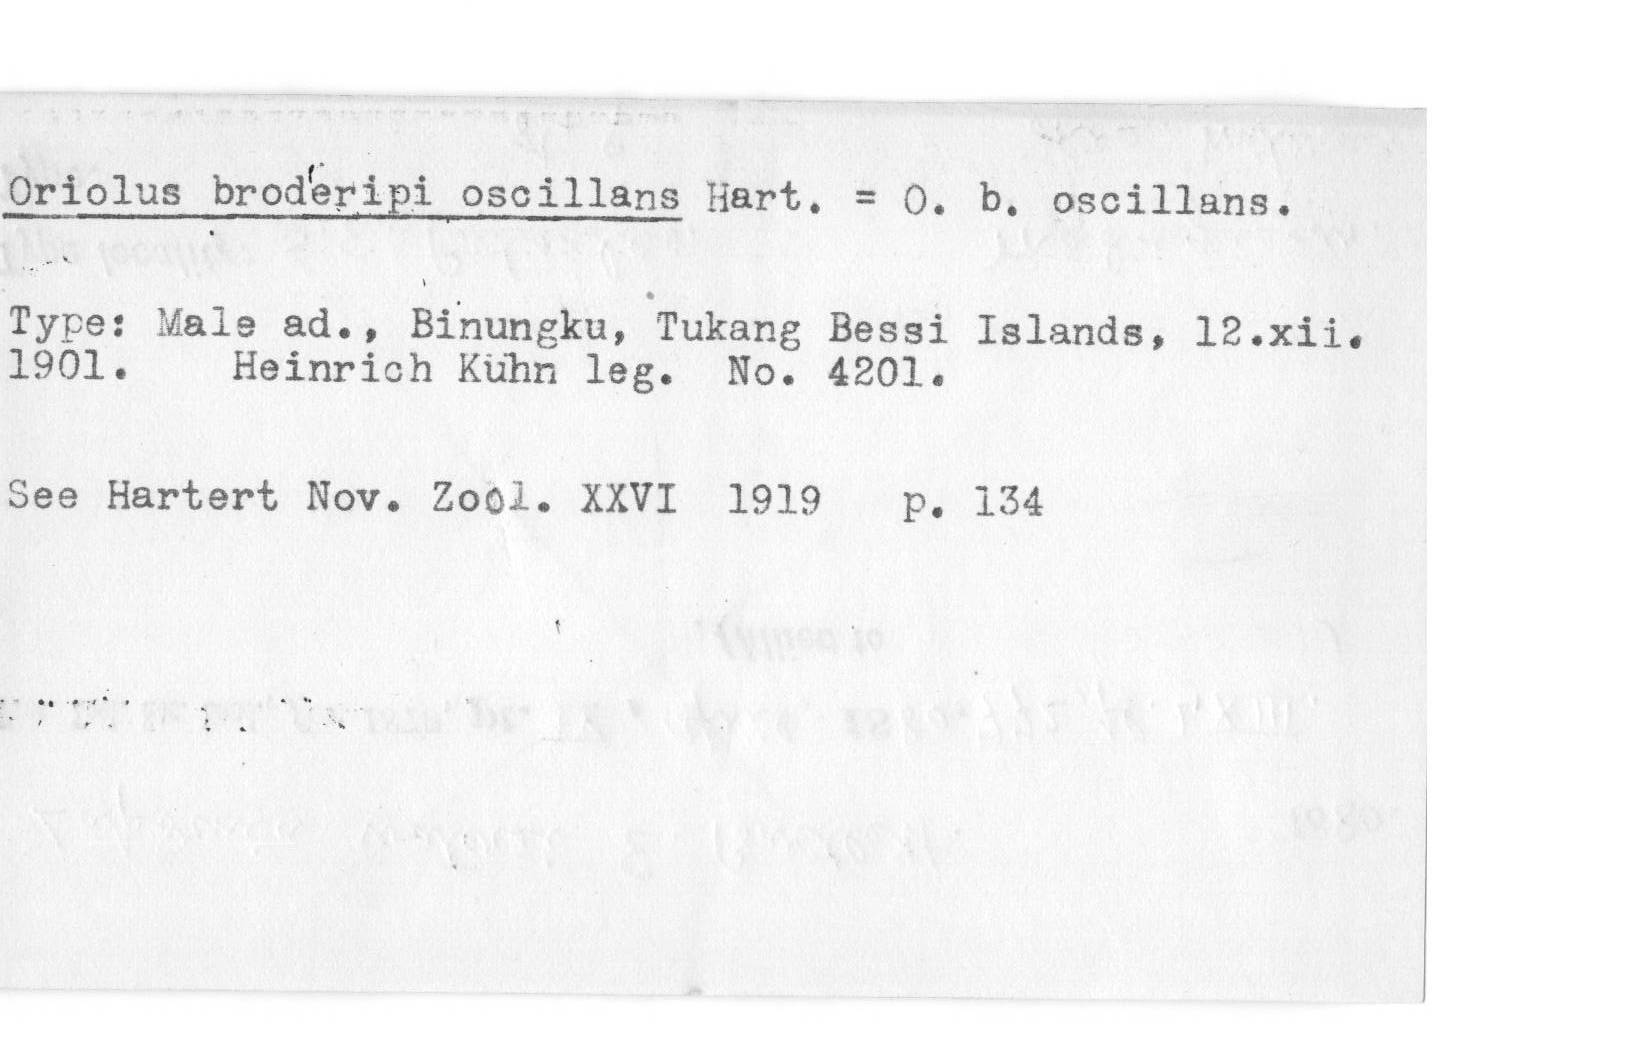 Oriolus broderipi oscillans Hart. = O. b. oscillans.
Type: Male ad., Binungku, Tukang Bessi Islands, 12.xii.
1901. Heinrich Kühn leg. No. 4201.
See Hartert Nov. Zool. XXVI 1919 p. 134